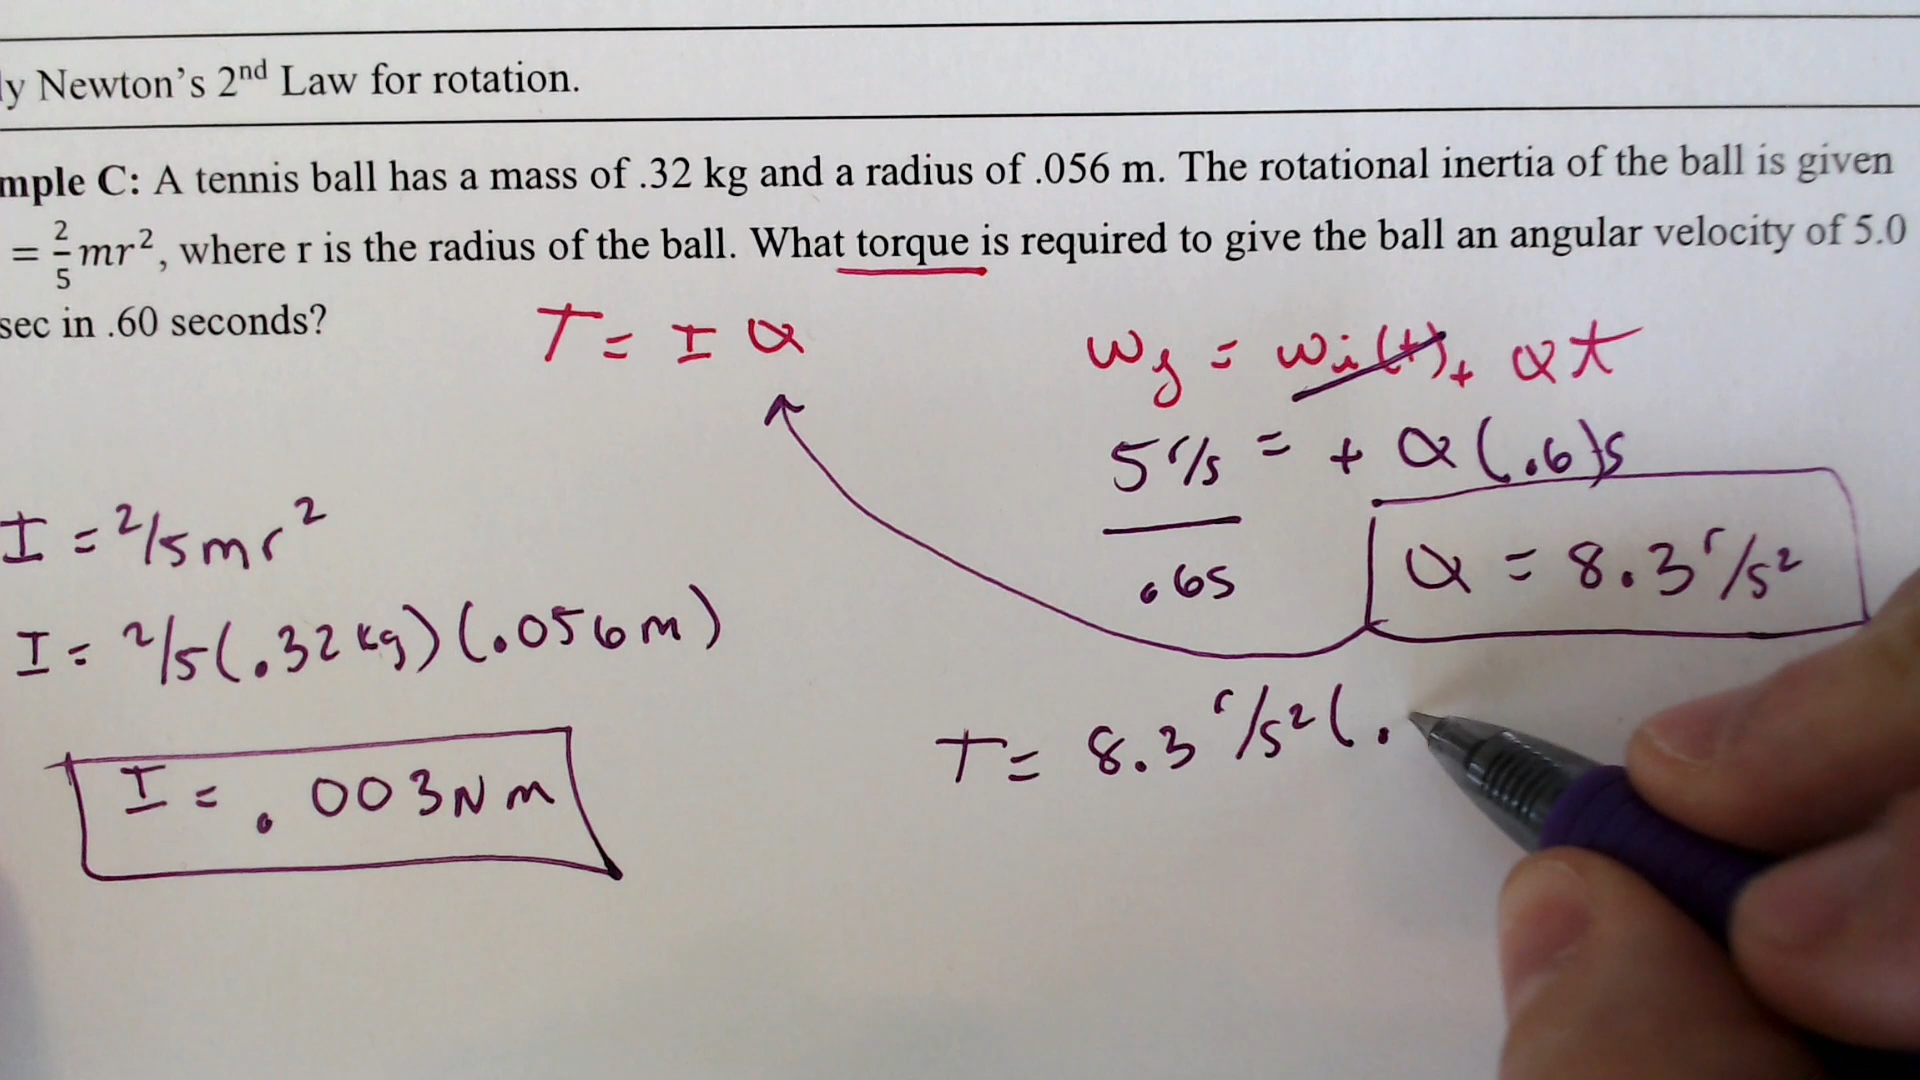 ly Newton's 2nd Law for rotation.
mple C: A tennis ball has a mass of .32 kg and a radius of .056 m. The rotational inertia of the ball is given
= 2/5 mr², where r is the radius of the ball. What torque is required to give the ball an angular velocity of 5.0
sec in .60 seconds?
T = I α
ωf = ωi(t) + αt
5 r/s = + α(.6)s
.6s
α = 8.3 r/s²
I = 2/5 mr²
I = 2/5(.32 kg)(.056m)
I = .003Nm
T = 8.3 r/s² (.